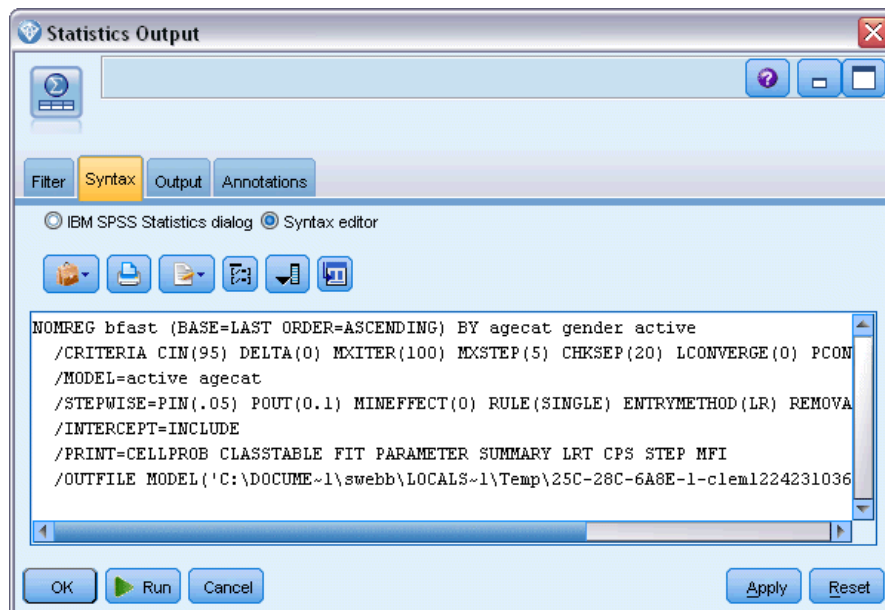 Statistics Output
Filter Syntax Output Annotations
IBM SPSS Statistics dialog Syntax editor
NOMREG bfast (BASE=LAST ORDER=ASCENDING) BY agecat gender active
/CRITERIA CIN(95) DELTA(0) MXITER(100) MXSTEP(5) CHKSEP(20) LCONVERGE(0) PCON
/MODEL=active agecat
/STEPWISE=PIN(.05) POUT(0.1) MINEFFECT(0) RULE(SINGLE) ENTRYMETHOD(LR) REMOVA
/INTERCEPT=INCLUDE
/PRINT=CELLPROB CLASSTABLE FIT PARAMETER SUMMARY LRT CPS STEP MFI
/OUTFILE MODEL('C:\DOCUME~1\swebb\LOCALS~1\Temp\25C-28C-6A8E-1-clem1224231036
OK Run Cancel Apply Reset